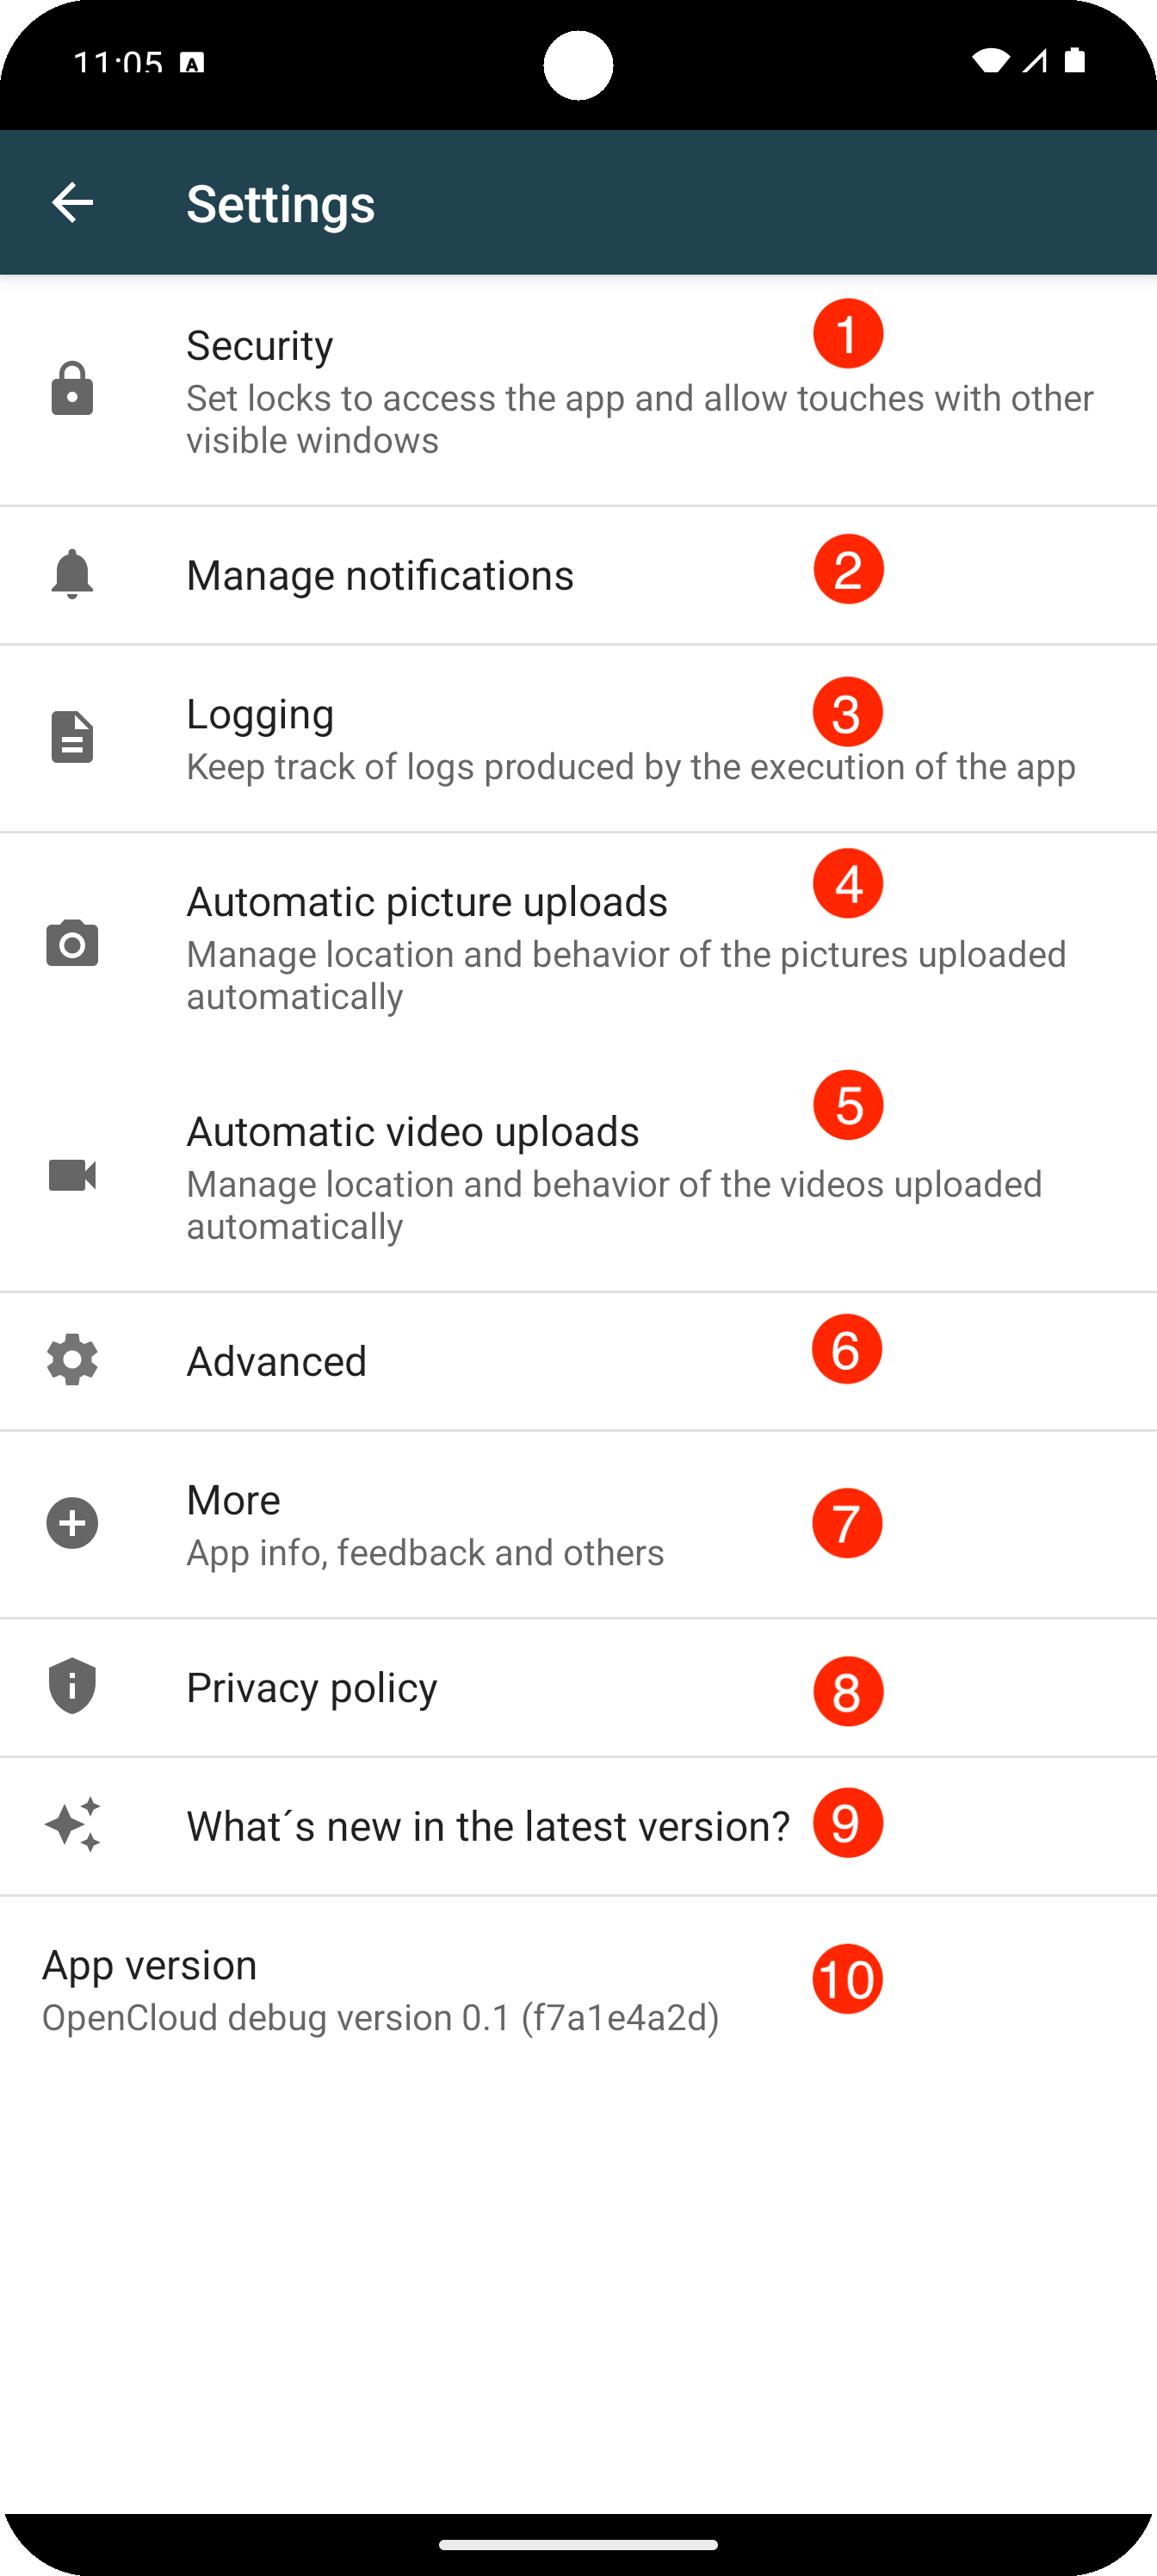 11:05 A
Settings
Security 1
Set locks to access the app and allow touches with other
visible windows
Manage notifications 2
Logging 3
Keep track of logs produced by the execution of the app
Automatic picture uploads 4
Manage location and behavior of the pictures uploaded
automatically
Automatic video uploads 5
Manage location and behavior of the videos uploaded
automatically
Advanced 6
More
App info, feedback and others 7
Privacy policy 8
What´s new in the latest version? 9
App version 10
OpenCloud debug version 0.1 (f7a1e4a2d)